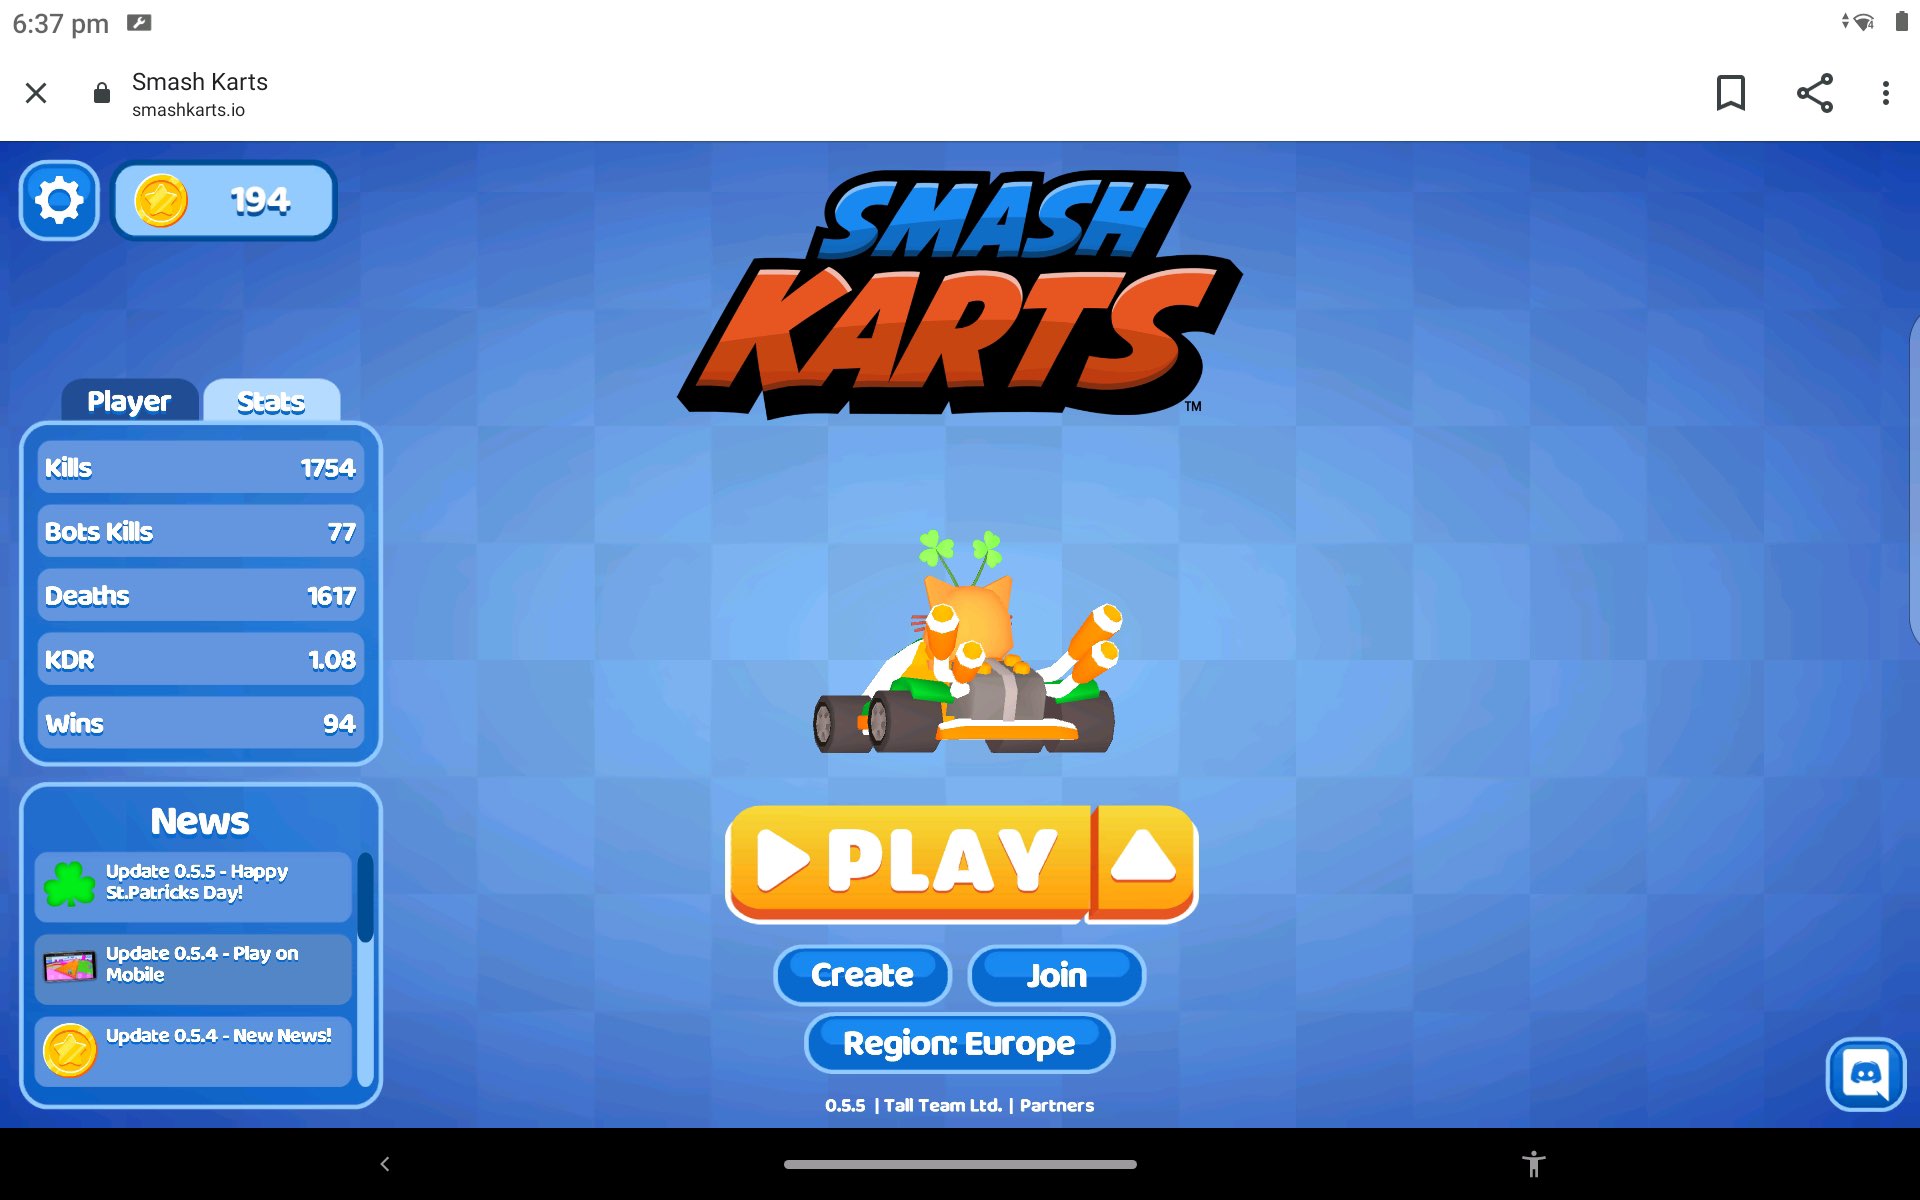 6:37 pm
Smash Karts
smashkarts.io
194
SMASH
KARTS
TM
Player
Stats
Kills 1754
Bots Kills 77
Deaths 1617
KDR 1.08
Wins 94
News
Update 0.5.5 - Happy
St.Patricks Day!
Update 0.5.4 - Play on
Mobile
Update 0.5.4 - New News!
PLAY
Create
Join
Region: Europe
0.5.5 | Tall Team Ltd. | Partners